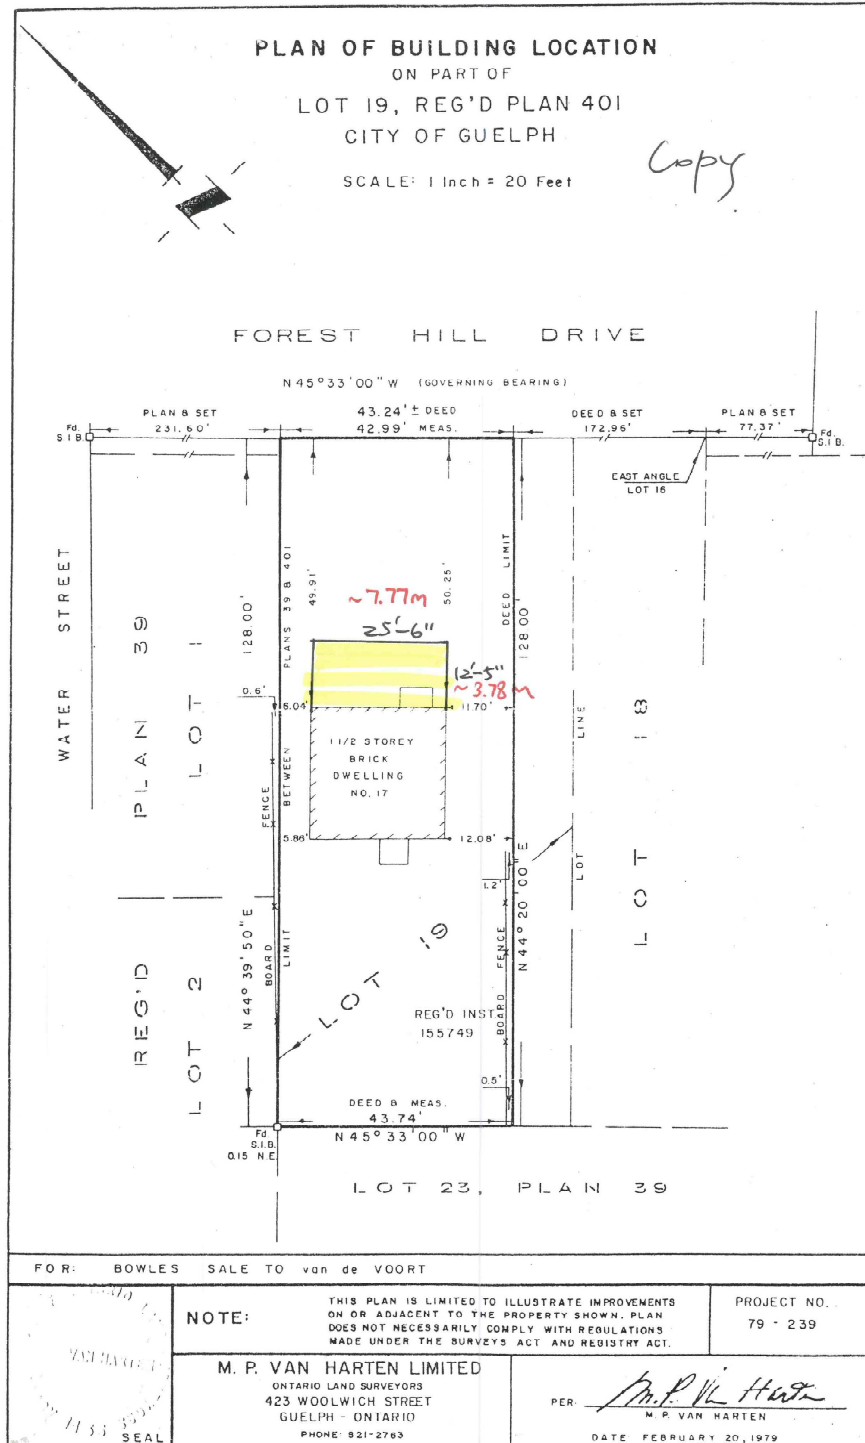 PLAN OF BUILDING LOCATION
ON PART OF
LOT 19, REG'D PLAN 401
CITY OF GUELPH
Copy
SCALE: 1 Inch = 20 Feet
FOREST HILL DRIVE
N 45° 33' 00" W (GOVERNING BEARING)
PLAN & SET
231.60'
43.24' ± DEED
42.99' MEAS.
DEED & SET
172.96'
PLAN & SET
77.37'
Fd.
S.I.B.
Fd.
S.I.B.
EAST ANGLE
LOT 16
WATER STREET
REG'D PLAN 39
LOT 1
LOT 2
128.00'
PLANS 39 & 401
49.91'
50.25'
DEED LIMIT
128.00'
~7.77m
25'-6"
12'-5"
~3.78m
0.6'
6.04'
11.70'
1 1/2 STOREY
BRICK
DWELLING
NO. 17
BETWEEN
FENCE
5.86'
12.08'
1.2'
LOT LINE
LOT 18
N 44° 20' 00" E
N 44° 39' 50" E
BOARD
LIMIT
LOT 19
BOARD FENCE
REG'D INST.
155749
0.5'
DEED & MEAS.
43.74'
N 45° 33' 00" W
Fd
S.I.B.
0.15 N.E.
LOT 23, PLAN 39
FOR: BOWLES SALE TO van de VOORT
NOTE:
THIS PLAN IS LIMITED TO ILLUSTRATE IMPROVEMENTS
ON OR ADJACENT TO THE PROPERTY SHOWN. PLAN
DOES NOT NECESSARILY COMPLY WITH REGULATIONS
MADE UNDER THE SURVEYS ACT AND REGISTRY ACT.
PROJECT NO.
79 - 239
M. P. VAN HARTEN LIMITED
ONTARIO LAND SURVEYORS
423 WOOLWICH STREET
GUELPH - ONTARIO
PHONE: 821-2763
SEAL
PER: M. P. Van Harten
M. P. VAN HARTEN
DATE FEBRUARY 20, 1979